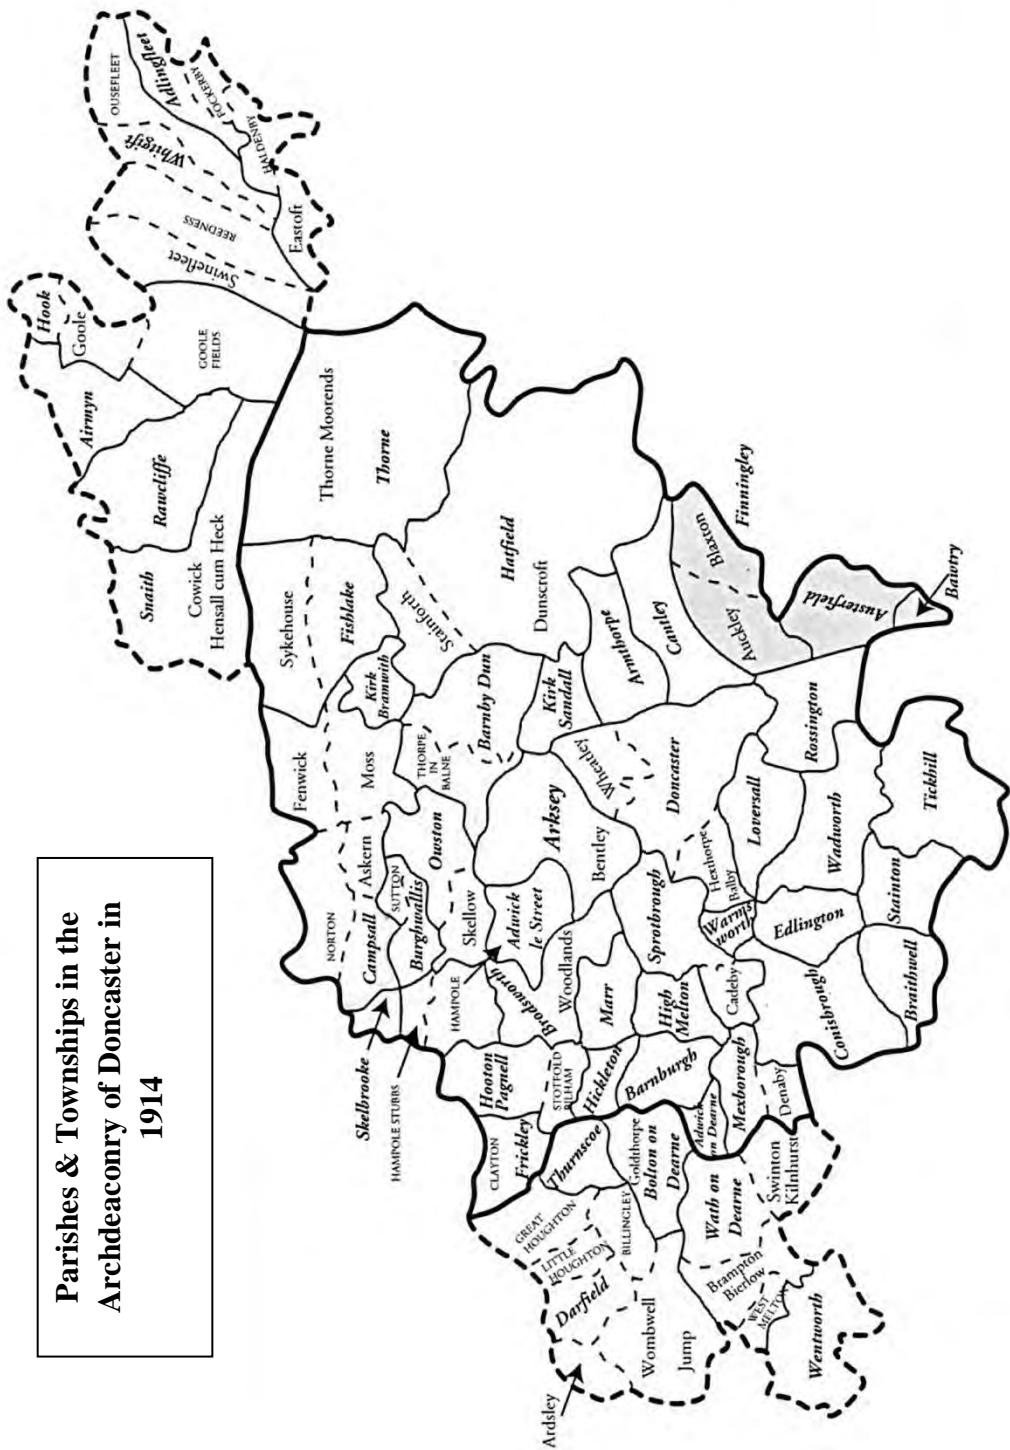 Parishes & Townships in the
Archdeaconry of Doncaster in
1914
OUSEFLEET
Adlingfleet
FOCKERBY
HALDENBY
Whitgift
REEDNESS
Eastoft
Swinefleet
Hook
Goole
GOOLE
FIELDS
Airmyn
Rawcliffe
Snaith
Cowick
Hensall cum Heck
Thorne Moorends
Thorne
Sykehouse
Fishlake
Stainforth
Hatfield
Dunscroft
Kirk
Bramwith
Fenwick
Moss
THORPE
IN
BALNE
Barnby Dun
Kirk
Sandall
Armthorpe
Cantley
Blaxton
Finningley
Auckley
Austerfield
Bawtry
NORTON
Askern
Campsall
SUTTON
Burghwallis
Owston
Skellow
Skelbrooke
HAMPOLE STUBBS
HAMPOLE
Adwick
le Street
Arksey
Bentley
Wheatley
Doncaster
Hexthorpe
Balby
Loversall
Rossington
Wadworth
Tickhill
Stainton
Edlington
Braithwell
Conisbrough
Warms
worth
Sprotbrough
Cadeby
High
Melton
Marr
Woodlands
Brodsworth
Hooton
Pagnell
STOTFOLD
BILHAM
Hickleton
Barnburgh
Adwick
on Dearne
Mexborough
Denaby
CLAYTON
Frickley
Thurnscoe
Goldthorpe
Bolton on
Dearne
Wath on
Dearne
Swinton
Kilnhurst
GREAT
HOUGHTON
LITTLE
HOUGHTON
BILLINGLEY
Darfield
Wombwell
Jump
Brampton
Bierlow
WEST
MELTON
Wentworth
Ardsley